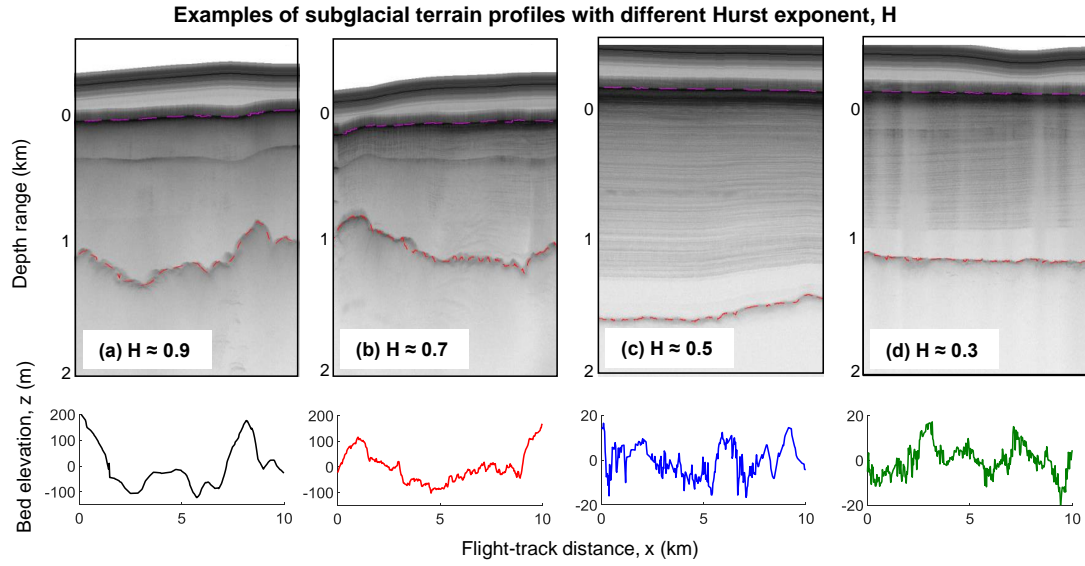 Examples of subglacial terrain profiles with different Hurst exponent, H
Depth range (km)
0
1
2
(a) H ≈ 0.9
0
1
2
(b) H ≈ 0.7
0
1
2
(c) H ≈ 0.5
0
1
2
(d) H ≈ 0.3
Bed elevation, z (m)
200
100
0
-100
0 5 10
200
100
0
-100
0 5 10
20
0
-20
0 5 10
20
0
-20
0 5 10
Flight-track distance, x (km)